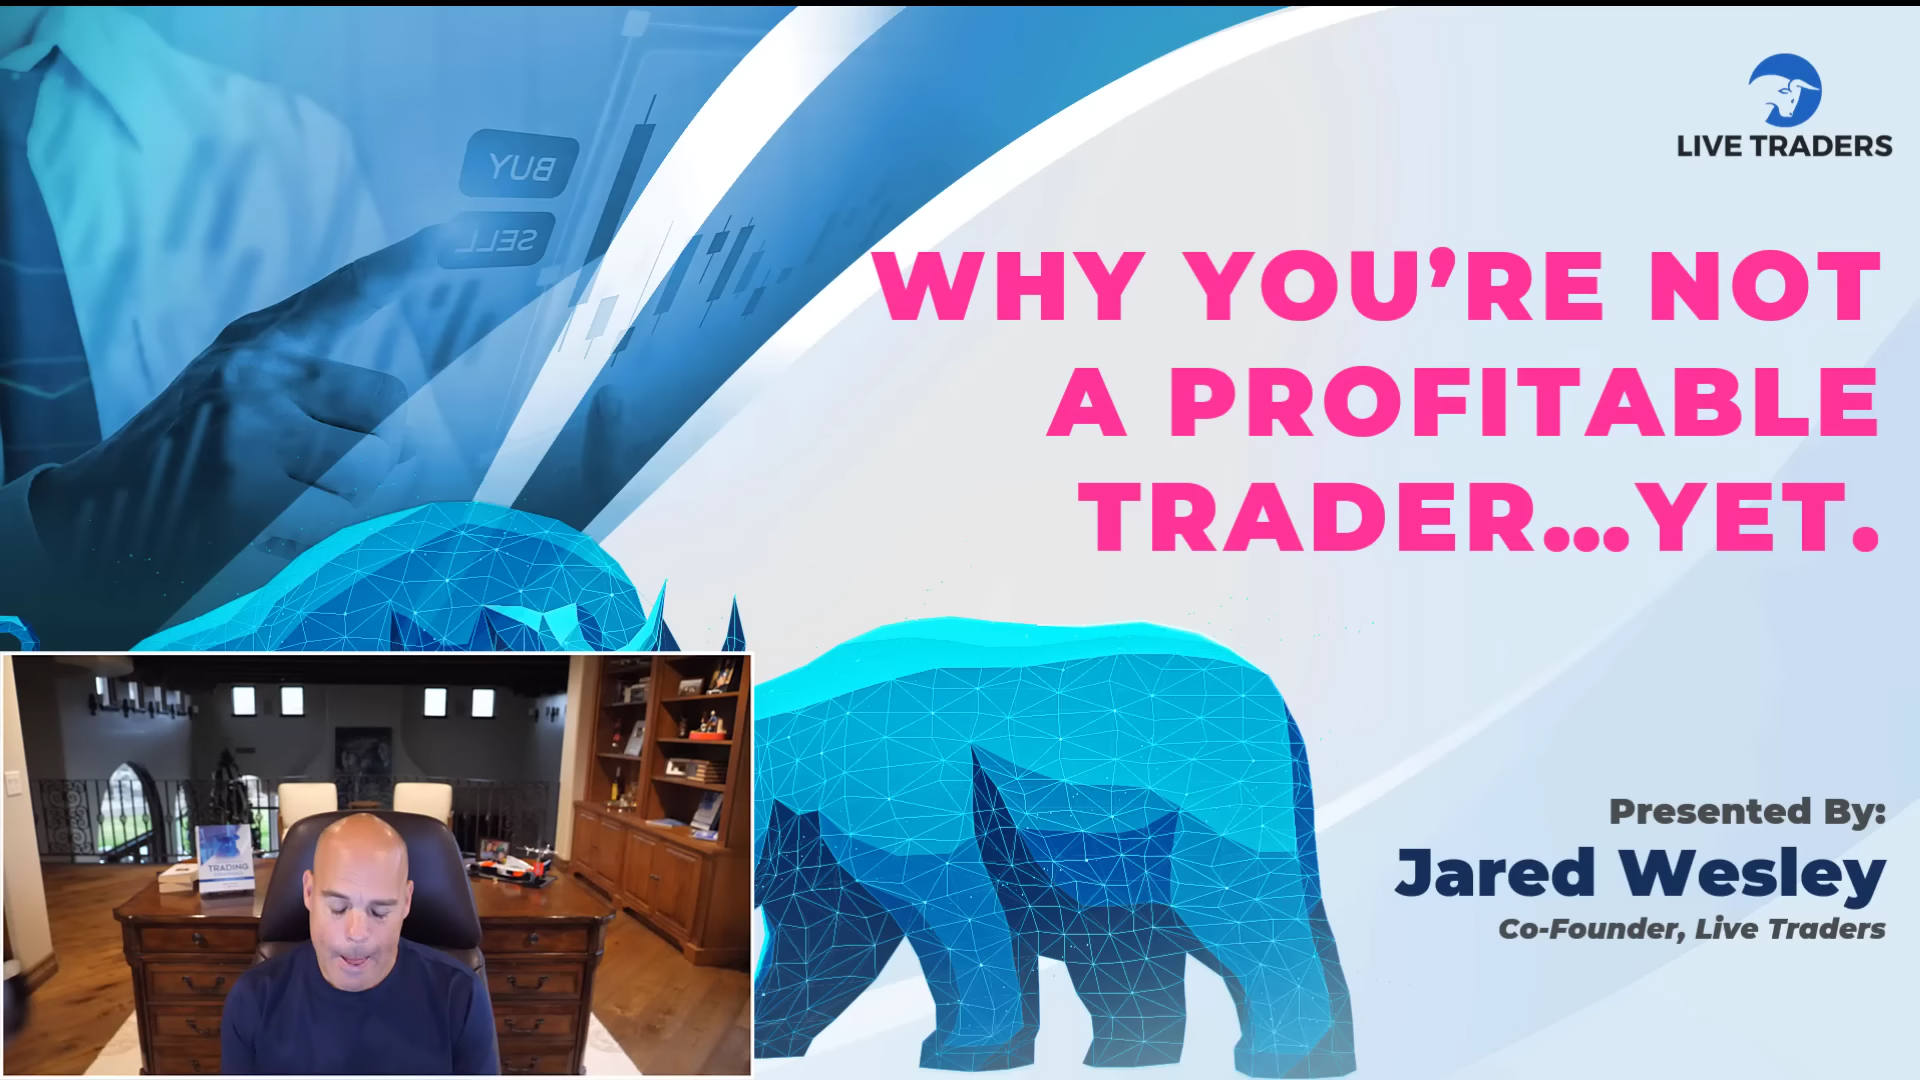 BUY
SELL
LIVE TRADERS
WHY YOU’RE NOT
A PROFITABLE
TRADER...YET.
Presented By:
Jared Wesley
Co-Founder, Live Traders
TRADING